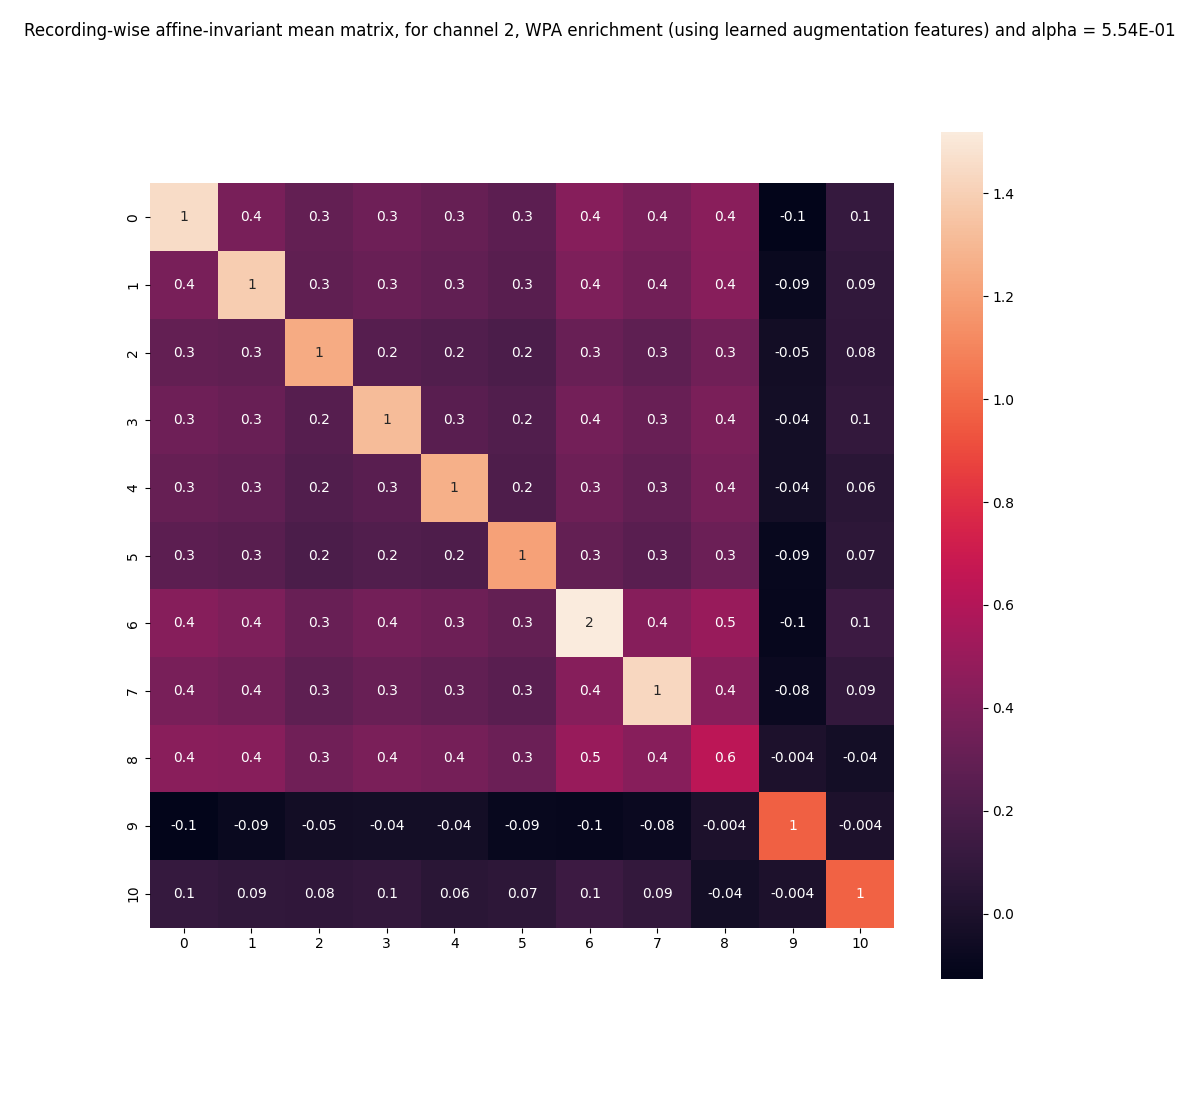 Recording-wise affine-invariant mean matrix, for channel 2, WPA enrichment (using learned augmentation features) and alpha = 5.54E-01
0 1 0.4 0.3 0.3 0.3 0.3 0.4 0.4 0.4 -0.1 0.1
1 0.4 1 0.3 0.3 0.3 0.3 0.4 0.4 0.4 -0.09 0.09
2 0.3 0.3 1 0.2 0.2 0.2 0.3 0.3 0.3 -0.05 0.08
3 0.3 0.3 0.2 1 0.3 0.2 0.4 0.3 0.4 -0.04 0.1
4 0.3 0.3 0.2 0.3 1 0.2 0.3 0.3 0.4 -0.04 0.06
5 0.3 0.3 0.2 0.2 0.2 1 0.3 0.3 0.3 -0.09 0.07
6 0.4 0.4 0.3 0.4 0.3 0.3 2 0.4 0.5 -0.1 0.1
7 0.4 0.4 0.3 0.3 0.3 0.3 0.4 1 0.4 -0.08 0.09
8 0.4 0.4 0.3 0.4 0.4 0.3 0.5 0.4 0.6 -0.004 -0.04
9 -0.1 -0.09 -0.05 -0.04 -0.04 -0.09 -0.1 -0.08 -0.004 1 -0.004
10 0.1 0.09 0.08 0.1 0.06 0.07 0.1 0.09 -0.04 -0.004 1
0 1 2 3 4 5 6 7 8 9 10
1.4
1.2
1.0
0.8
0.6
0.4
0.2
0.0